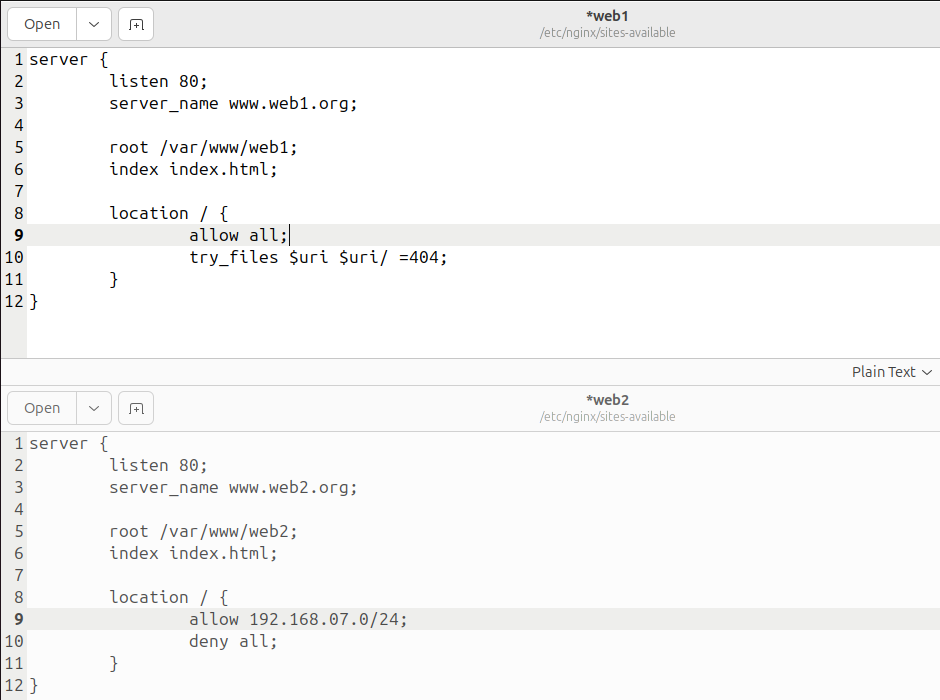 Open
*web1
/etc/nginx/sites-available
1 server {
2 listen 80;
3 server_name www.web1.org;
4
5 root /var/www/web1;
6 index index.html;
7
8 location / {
9 allow all;
10 try_files $uri $uri/ =404;
11 }
12 }
Plain Text
Open
*web2
/etc/nginx/sites-available
1 server {
2 listen 80;
3 server_name www.web2.org;
4
5 root /var/www/web2;
6 index index.html;
7
8 location / {
9 allow 192.168.07.0/24;
10 deny all;
11 }
12 }